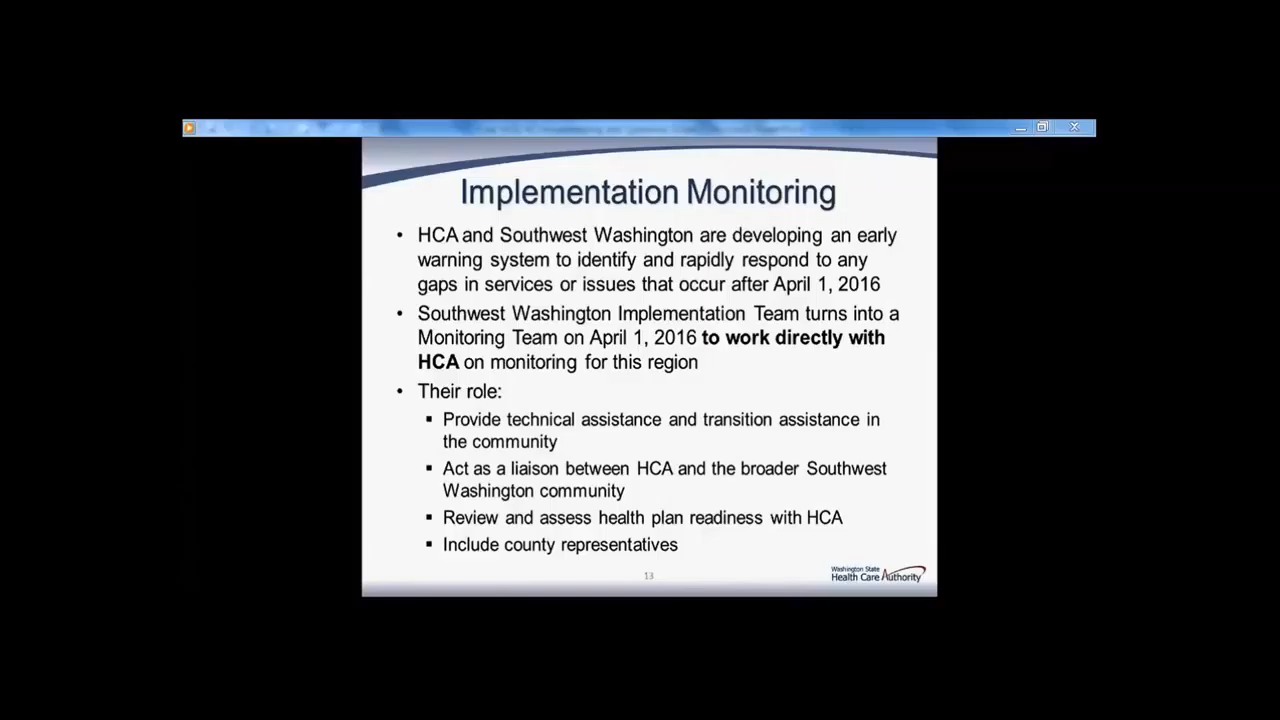 Implementation Monitoring
• HCA and Southwest Washington are developing an early
warning system to identify and rapidly respond to any
gaps in services or issues that occur after April 1, 2016
• Southwest Washington Implementation Team turns into a
Monitoring Team on April 1, 2016 to work directly with
HCA on monitoring for this region
• Their role:
▪ Provide technical assistance and transition assistance in
the community
▪ Act as a liaison between HCA and the broader Southwest
Washington community
▪ Review and assess health plan readiness with HCA
▪ Include county representatives
13
Washington State
Health Care Authority